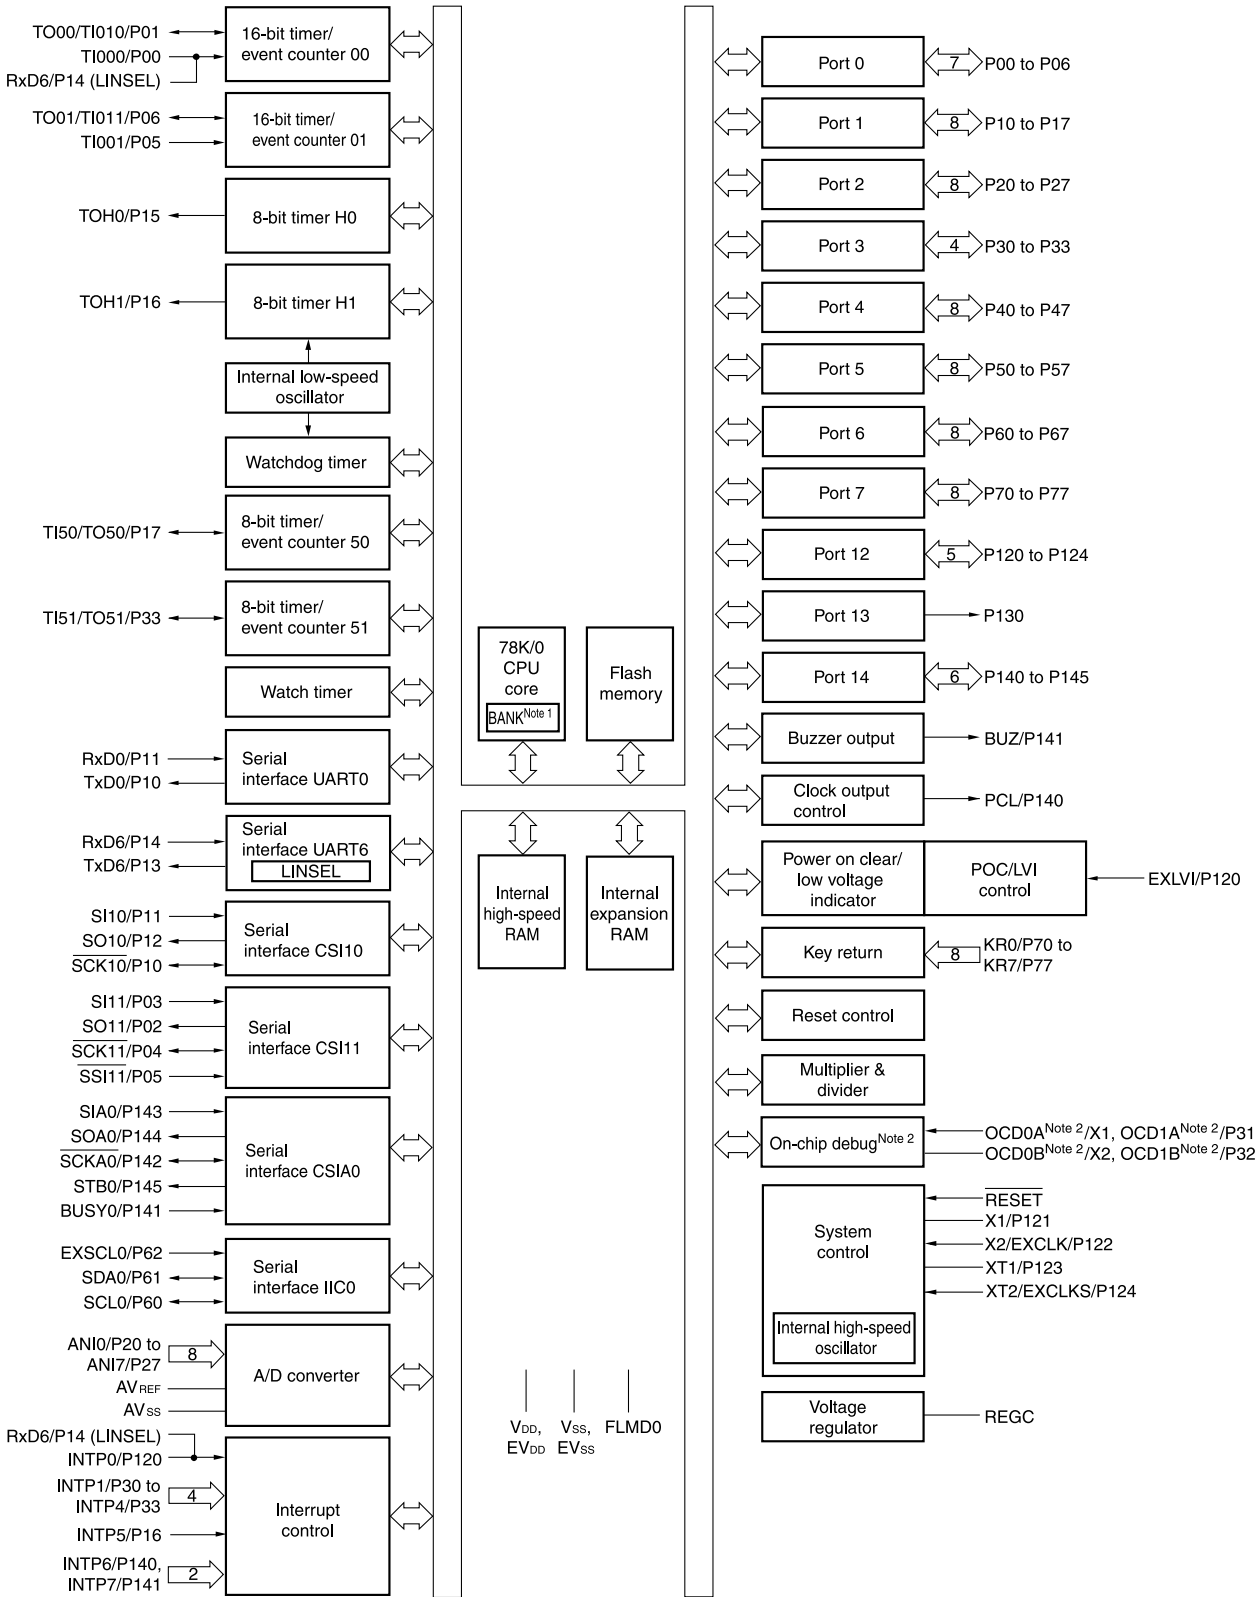 TO00/TI010/P01
TI000/P00
RxD6/P14 (LINSEL)
16-bit timer/
event counter 00
TO01/TI011/P06
TI001/P05
16-bit timer/
event counter 01
TOH0/P15
8-bit timer H0
TOH1/P16
8-bit timer H1
Internal low-speed
oscillator
Watchdog timer
TI50/TO50/P17
8-bit timer/
event counter 50
TI51/TO51/P33
8-bit timer/
event counter 51
Watch timer
RxD0/P11
TxD0/P10
Serial
interface UART0
RxD6/P14
TxD6/P13
Serial
interface UART6
LINSEL
SI10/P11
SO10/P12
SCK10/P10
Serial
interface CSI10
SI11/P03
SO11/P02
SCK11/P04
SSI11/P05
Serial
interface CSI11
SIA0/P143
SOA0/P144
SCKA0/P142
STB0/P145
BUSY0/P141
Serial
interface CSIA0
EXSCL0/P62
SDA0/P61
SCL0/P60
Serial
interface IIC0
ANI0/P20 to
ANI7/P27
8
AVREF
AVSS
A/D converter
RxD6/P14 (LINSEL)
INTP0/P120
INTP1/P30 to
INTP4/P33
4
INTP5/P16
INTP6/P140,
INTP7/P141
2
Interrupt
control
78K/0
CPU
core
BANK Note 1
Flash
memory
Internal
high-speed
RAM
Internal
expansion
RAM
VDD,
EVDD
VSS,
EVSS
FLMD0
Port 0
7
P00 to P06
Port 1
8
P10 to P17
Port 2
8
P20 to P27
Port 3
4
P30 to P33
Port 4
8
P40 to P47
Port 5
8
P50 to P57
Port 6
8
P60 to P67
Port 7
8
P70 to P77
Port 12
5
P120 to P124
Port 13
P130
Port 14
6
P140 to P145
Buzzer output
BUZ/P141
Clock output
control
PCL/P140
Power on clear/
low voltage
indicator
POC/LVI
control
EXLVI/P120
Key return
8
KR0/P70 to
KR7/P77
Reset control
Multiplier &
divider
On-chip debug Note 2
OCD0A Note 2/X1, OCD1A Note 2/P31
OCD0B Note 2/X2, OCD1B Note 2/P32
System
control
Internal high-speed
oscillator
RESET
X1/P121
X2/EXCLK/P122
XT1/P123
XT2/EXCLKS/P124
Voltage
regulator
REGC